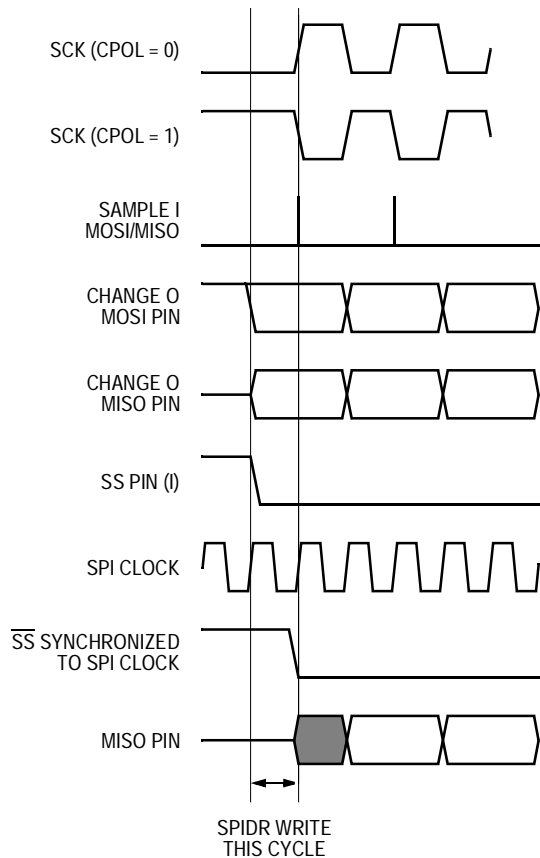 SCK (CPOL = 0)
SCK (CPOL = 1)
SAMPLE I
MOSI/MISO
CHANGE O
MOSI PIN
CHANGE O
MISO PIN
SS PIN (I)
SPI CLOCK
S̅S̅ SYNCHRONIZED
TO SPI CLOCK
MISO PIN
SPIDR WRITE
THIS CYCLE